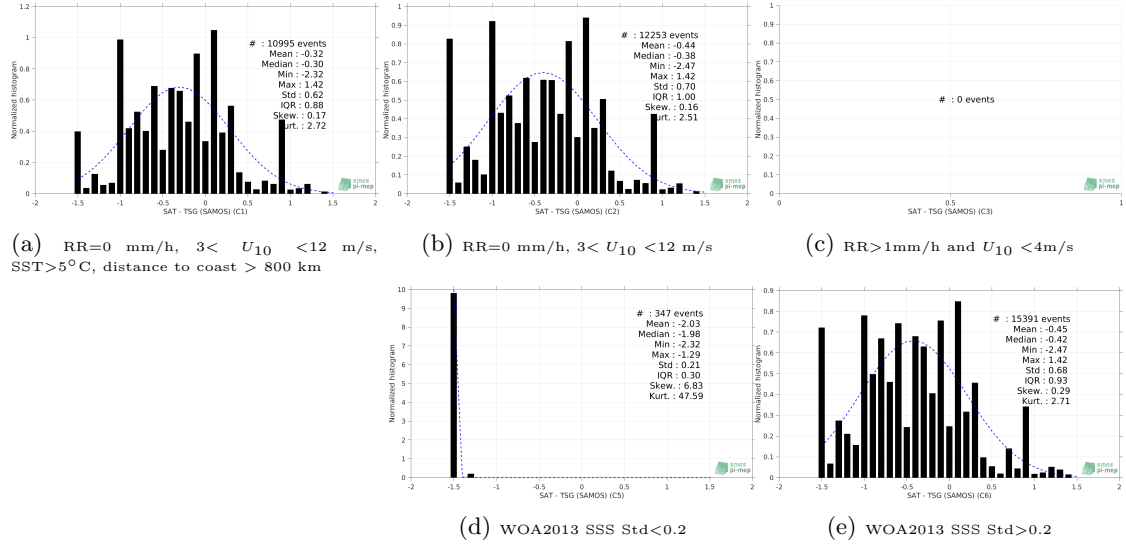 1.2
1
0.8
0.6
0.4
0.2
0
Normalized histogram
# : 10995 events
Mean : -0.32
Median : -0.30
Min : -2.32
Max : 1.42
Std : 0.62
IQR : 0.88
Skew. : 0.17
Kurt. : 2.72
smos
pi-mep
-2 -1.5 -1 -0.5 0 0.5 1 1.5 2
SAT - TSG (SAMOS) (C1)
(a) RR=0 mm/h, 3< U10 <12 m/s,
SST>5°C, distance to coast > 800 km
1
0.9
0.8
0.7
0.6
0.5
0.4
0.3
0.2
0.1
0
Normalized histogram
# : 12253 events
Mean : -0.44
Median : -0.38
Min : -2.47
Max : 1.42
Std : 0.70
IQR : 1.00
Skew. : 0.16
Kurt. : 2.51
smos
pi-mep
-2 -1.5 -1 -0.5 0 0.5 1 1.5 2
SAT - TSG (SAMOS) (C2)
(b) RR=0 mm/h, 3< U10 <12 m/s
1
0.9
0.8
0.7
0.6
0.5
0.4
0.3
0.2
0.1
0
Normalized histogram
# : 0 events
smos
pi-mep
0 0.5 1
SAT - TSG (SAMOS) (C3)
(c) RR>1mm/h and U10 <4m/s
10
9
8
7
6
5
4
3
2
1
0
Normalized histogram
# : 347 events
Mean : -2.03
Median : -1.98
Min : -2.32
Max : -1.29
Std : 0.21
IQR : 0.30
Skew. : 6.83
Kurt. : 47.59
smos
pi-mep
-2 -1.5 -1 -0.5 0 0.5 1 1.5 2
SAT - TSG (SAMOS) (C5)
(d) WOA2013 SSS Std<0.2
0.9
0.8
0.7
0.6
0.5
0.4
0.3
0.2
0.1
0
Normalized histogram
# : 15391 events
Mean : -0.45
Median : -0.42
Min : -2.47
Max : 1.42
Std : 0.68
IQR : 0.93
Skew. : 0.29
Kurt. : 2.71
smos
pi-mep
-2 -1.5 -1 -0.5 0 0.5 1 1.5 2
SAT - TSG (SAMOS) (C6)
(e) WOA2013 SSS Std>0.2